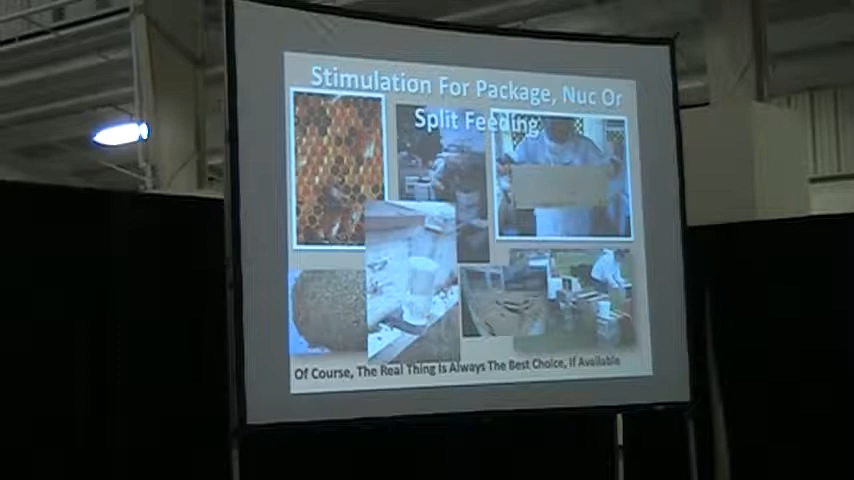 Stimulation For Package, Nuc Or
Split Feeding
Of Course, The Real Thing Is Always The Best Choice, If Available